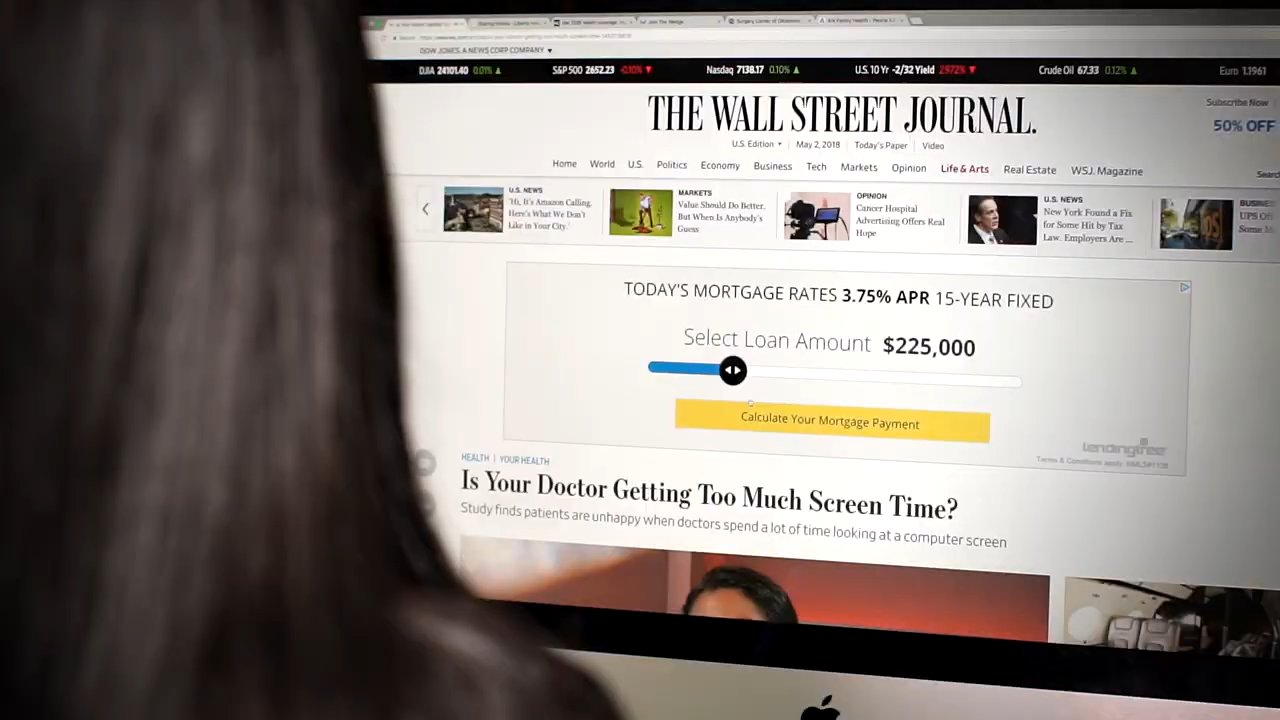 DOW JONES, A NEWS CORP COMPANY
DJIA 24101.40 0.01% S&P 500 2652.23 -0.10% Nasdaq 7138.17 0.10% U.S. 10 Yr -2/32 Yield 2.972% Crude Oil 67.33 0.12% Euro 1.1961
THE WALL STREET JOURNAL.
Subscribe Now
50% OFF
U.S. Edition May 2, 2018 Today's Paper Video
Home World U.S. Politics Economy Business Tech Markets Opinion Life & Arts Real Estate WSJ. Magazine
U.S. NEWS
'Hi, It's Amazon Calling.
Here's What We Don't
Like in Your City.'
MARKETS
Value Should Do Better.
But When Is Anybody's
Guess
OPINION
Cancer Hospital
Advertising Offers Real
Hope
U.S. NEWS
New York Found a Fix
for Some Hit by Tax
Law. Employers Are ...
TODAY'S MORTGAGE RATES 3.75% APR 15-YEAR FIXED
Select Loan Amount $225,000
Calculate Your Mortgage Payment
lendingtree
Terms & Conditions apply. NMLS#1136
HEALTH | YOUR HEALTH
Is Your Doctor Getting Too Much Screen Time?
Study finds patients are unhappy when doctors spend a lot of time looking at a computer screen